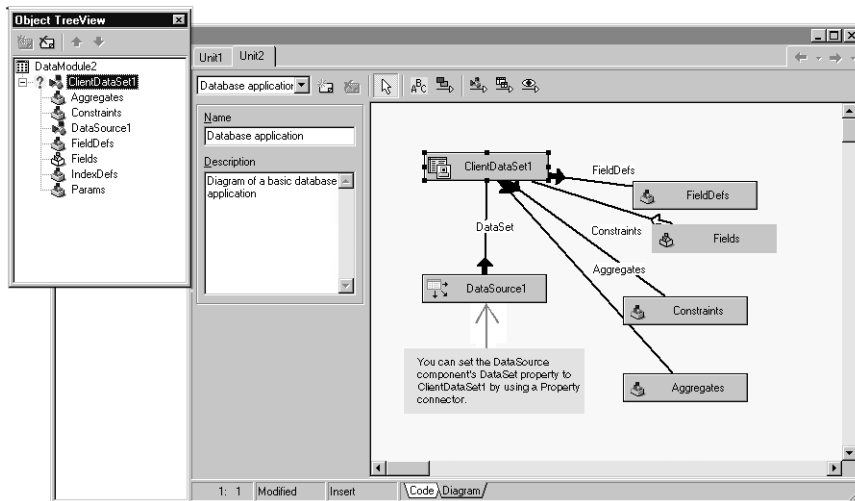 Object TreeView
DataModule2
? ClientDataSet1
Aggregates
Constraints
DataSource1
FieldDefs
Fields
IndexDefs
Params
Unit1 Unit2
Database application
ABC
Name
Database application
Description
Diagram of a basic database
application
ClientDataSet1
FieldDefs
FieldDefs
DataSet
Constraints
Fields
Aggregates
DataSource1
Constraints
You can set the DataSource
component's DataSet property to
ClientDataSet1 by using a Property
connector.
Aggregates
1: 1 Modified Insert Code Diagram